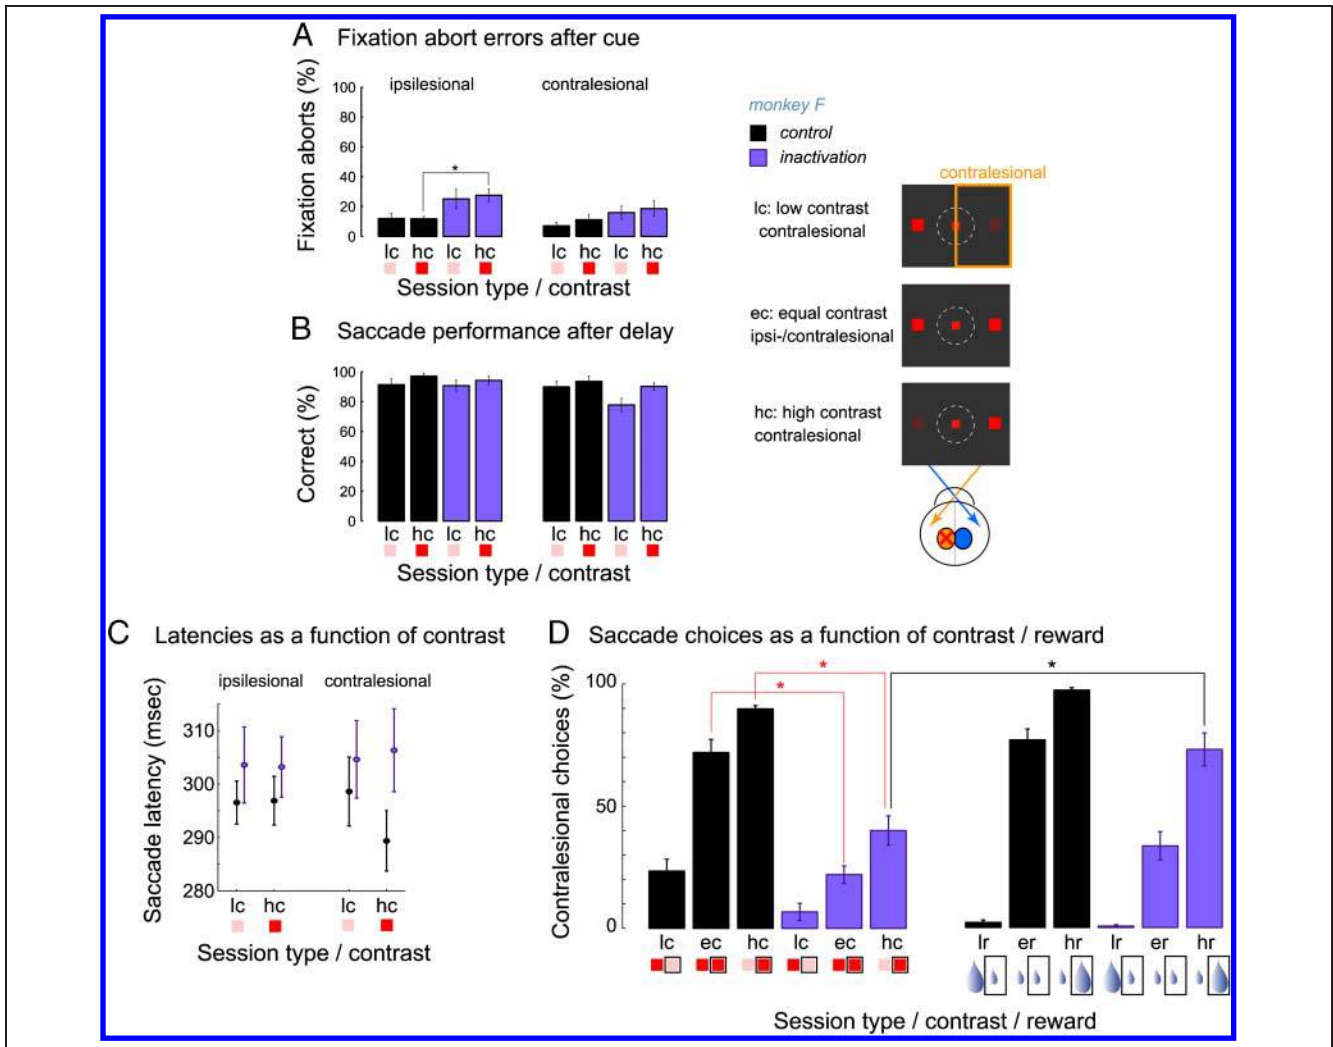 A Fixation abort errors after cue
Fixation aborts (%)
ipsilesional contralesional
100
80
60
40
20
0
lc hc lc hc lc hc lc hc
*
Session type / contrast
monkey F
control
inactivation
contralesional
lc: low contrast
contralesional
ec: equal contrast
ipsi-/contralesional
hc: high contrast
contralesional
B Saccade performance after delay
Correct (%)
100
80
60
40
20
0
lc hc lc hc lc hc lc hc
Session type / contrast
C Latencies as a function of contrast
Saccade latency (msec)
ipsilesional contralesional
310
300
290
280
lc hc lc hc
Session type / contrast
D Saccade choices as a function of contrast / reward
Contralesional choices (%)
100
50
0
* * *
lc ec hc lc ec hc lr er hr lr er hr
Session type / contrast / reward